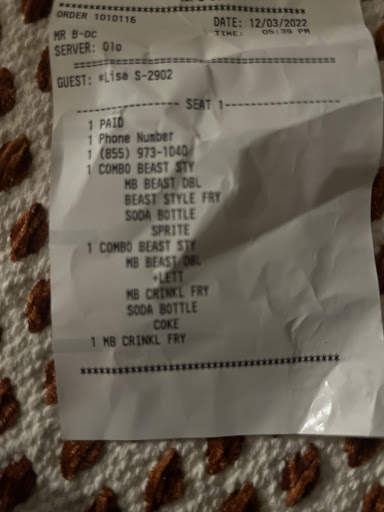 ORDER 1010116
DATE: 12/03/2022
MR B-DC
TIME: 05:39 PM
SERVER: Olo
GUEST: *Lisa S-2902
SEAT 1
1 PAID
1 Phone Number
1 (855) 973-1040
1 COMBO BEAST STY
MB BEAST DBL
BEAST STYLE FRY
SODA BOTTLE
SPRITE
1 COMBO BEAST STY
MB BEAST DBL
+LETT
MB CRINKL FRY
SODA BOTTLE
COKE
1 MB CRINKL FRY